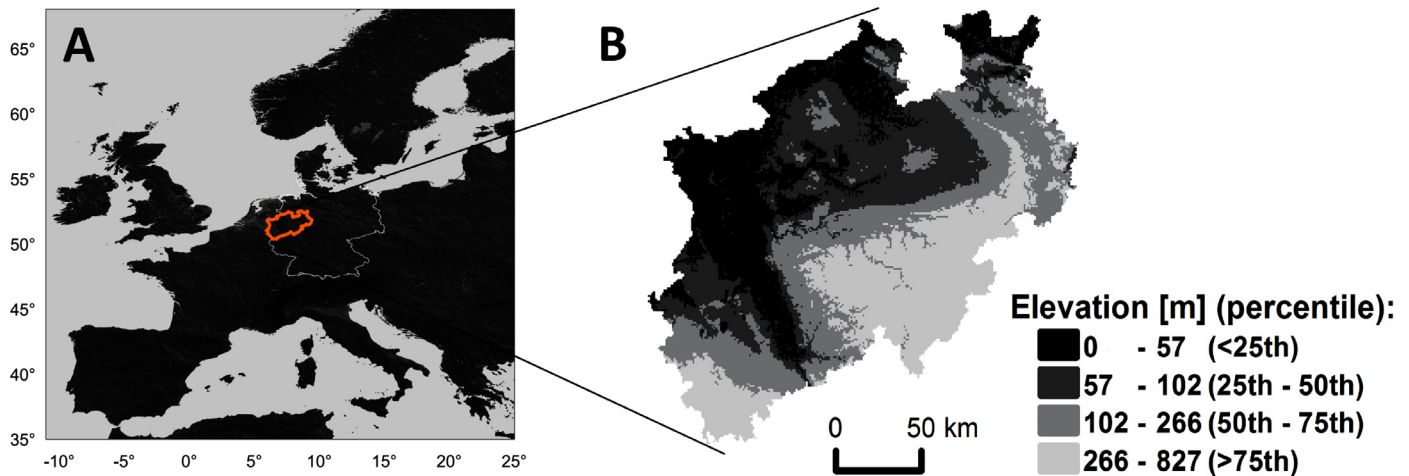 A
B
65°
60°
55°
50°
45°
40°
35°
-10° -5° 0° 5° 10° 15° 20° 25°
0 50 km
Elevation [m] (percentile):
0 - 57 (<25th)
57 - 102 (25th - 50th)
102 - 266 (50th - 75th)
266 - 827 (>75th)